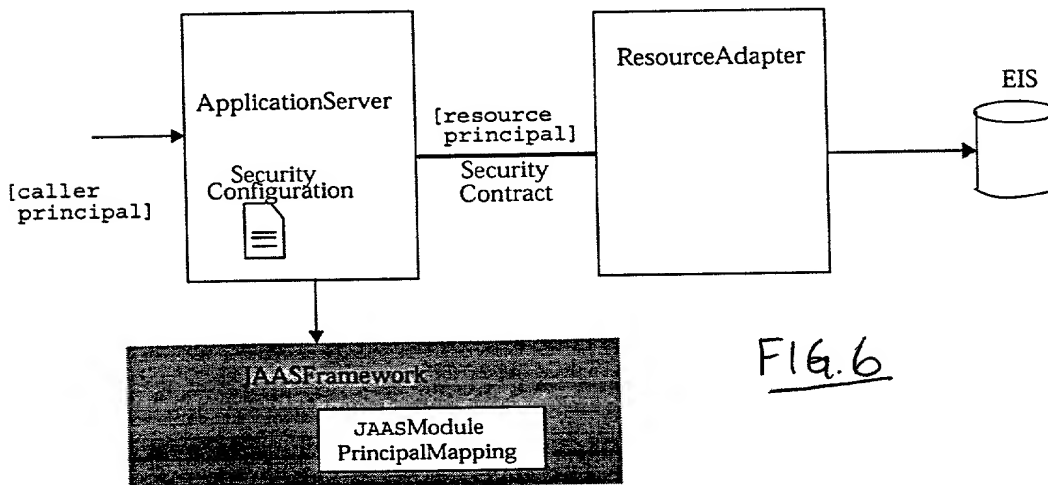 ApplicationServer
Security
Configuration
[caller
principal]
[resource
principal]
Security
Contract
ResourceAdapter
EIS
JAASFramework
JAASModule
PrincipalMapping
FIG. 6